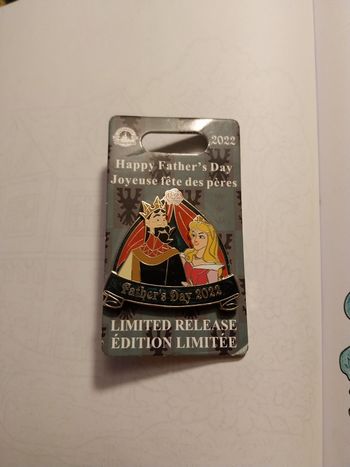 2022
Happy Father's Day
Joyeuse fête des pères
Father's Day 2022
LIMITED RELEASE
ÉDITION LIMITÉE